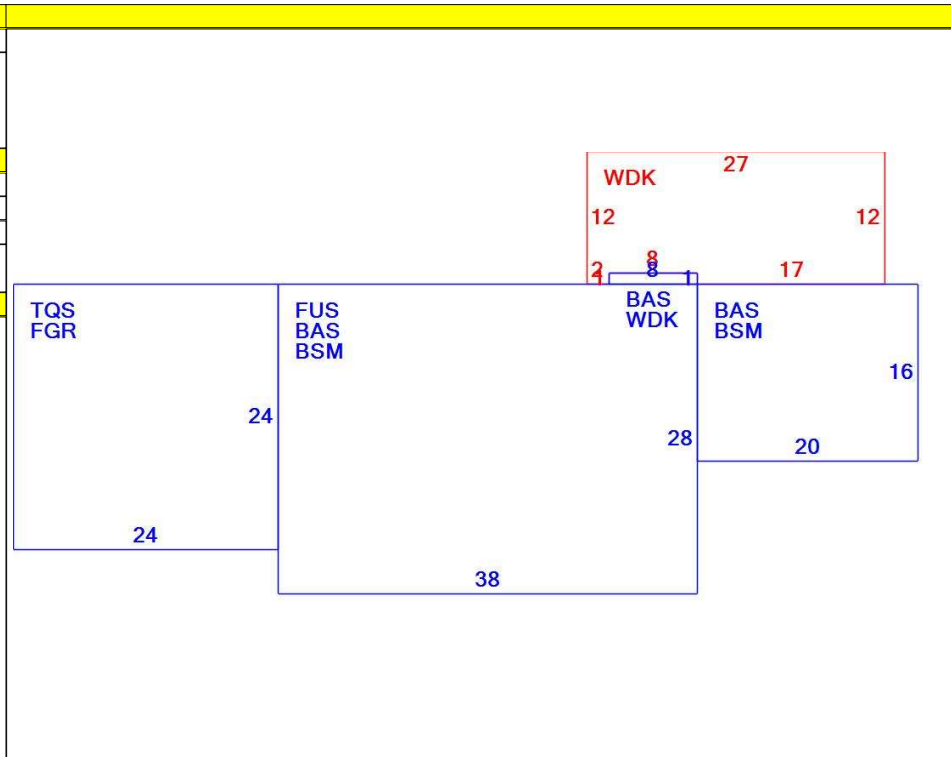 27
WDK
12 12
8
2 8 1 17
1
BAS
WDK
TQS
FGR
FUS
BAS
BSM
BAS
BSM
16
24
28
20
24
38